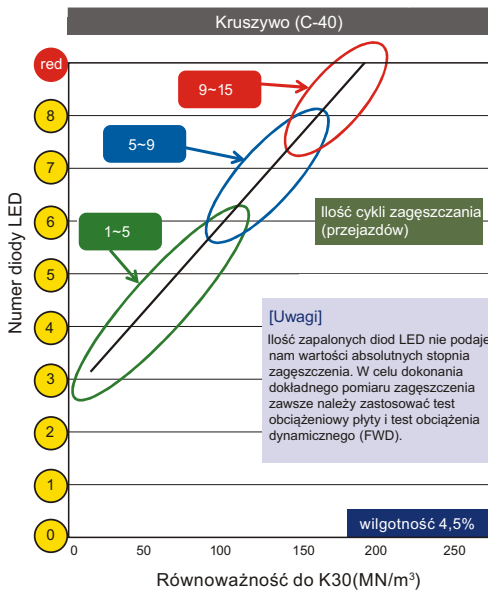 Kruszywo (C-40)
red
8
7
6
5
4
3
2
1
0
Numer diody LED
9~15
5~9
1~5
Ilość cykli zagęszczania
(przejazdów)
[Uwagi]
Ilość zapalonych diod LED nie podaje
nam wartości absolutnych stopnia
zagęszczenia. W celu dokonania
dokładnego pomiaru zagęszczenia
zawsze należy zastosować test
obciążeniowy płyty i test obciążenia
dynamicznego (FWD).
wilgotność 4,5%
0 50 100 150 200 250
Równoważność do K30(MN/m³)